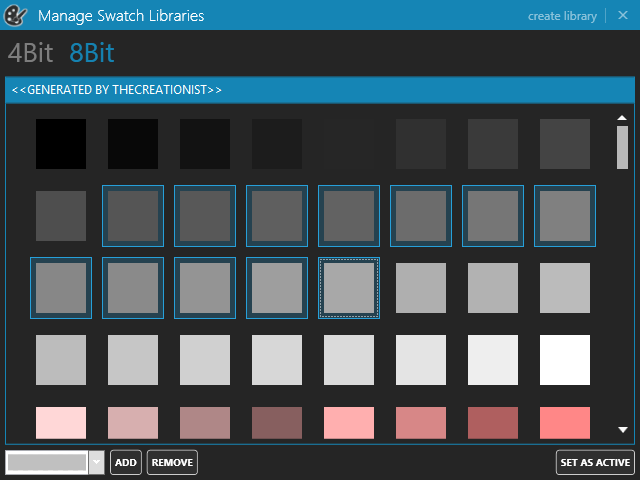 Manage Swatch Libraries
create library
4Bit 8Bit
<<GENERATED BY THECREATIONIST>>
ADD REMOVE SET AS ACTIVE